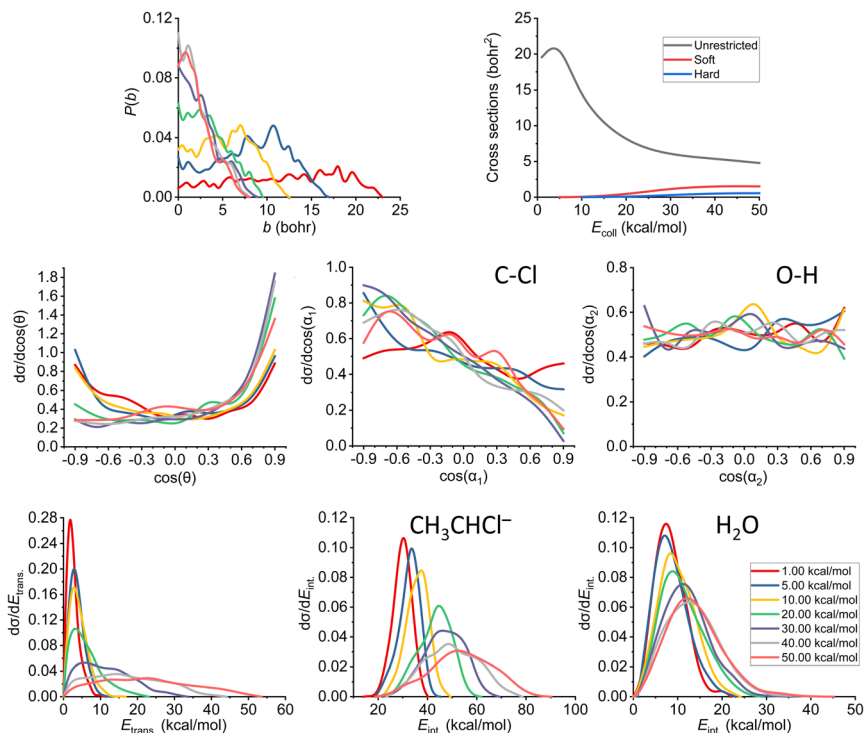 P(b)
0.12
0.08
0.04
0.00
0 5 10 15 20 25
b (bohr)
Cross sections (bohr²)
25
20
15
10
5
0
0 10 20 30 40 50
E_coll (kcal/mol)
Unrestricted
Soft
Hard
dσ/dcos(θ)
1.8
1.6
1.4
1.2
1.0
0.8
0.6
0.4
0.2
0.0
-0.9 -0.6 -0.3 0.0 0.3 0.6 0.9
cos(θ)
C-Cl
dσ/dcos(α₁)
1.0
0.8
0.6
0.4
0.2
0.0
-0.9 -0.6 -0.3 0.0 0.3 0.6 0.9
cos(α₁)
O-H
dσ/dcos(α₂)
0.8
0.6
0.4
0.2
0.0
-0.9 -0.6 -0.3 0.0 0.3 0.6 0.9
cos(α₂)
dσ/dE_trans.
0.28
0.24
0.20
0.16
0.12
0.08
0.04
0.00
0 10 20 30 40 50 60
E_trans. (kcal/mol)
CH₃CHCl⁻
dσ/dE_int.
0.12
0.10
0.08
0.06
0.04
0.02
0.00
20 40 60 80 100
E_int. (kcal/mol)
H₂O
dσ/dE_int.
0.12
0.10
0.08
0.06
0.04
0.02
0.00
0 10 20 30 40 50
E_int. (kcal/mol)
1.00 kcal/mol
5.00 kcal/mol
10.00 kcal/mol
20.00 kcal/mol
30.00 kcal/mol
40.00 kcal/mol
50.00 kcal/mol